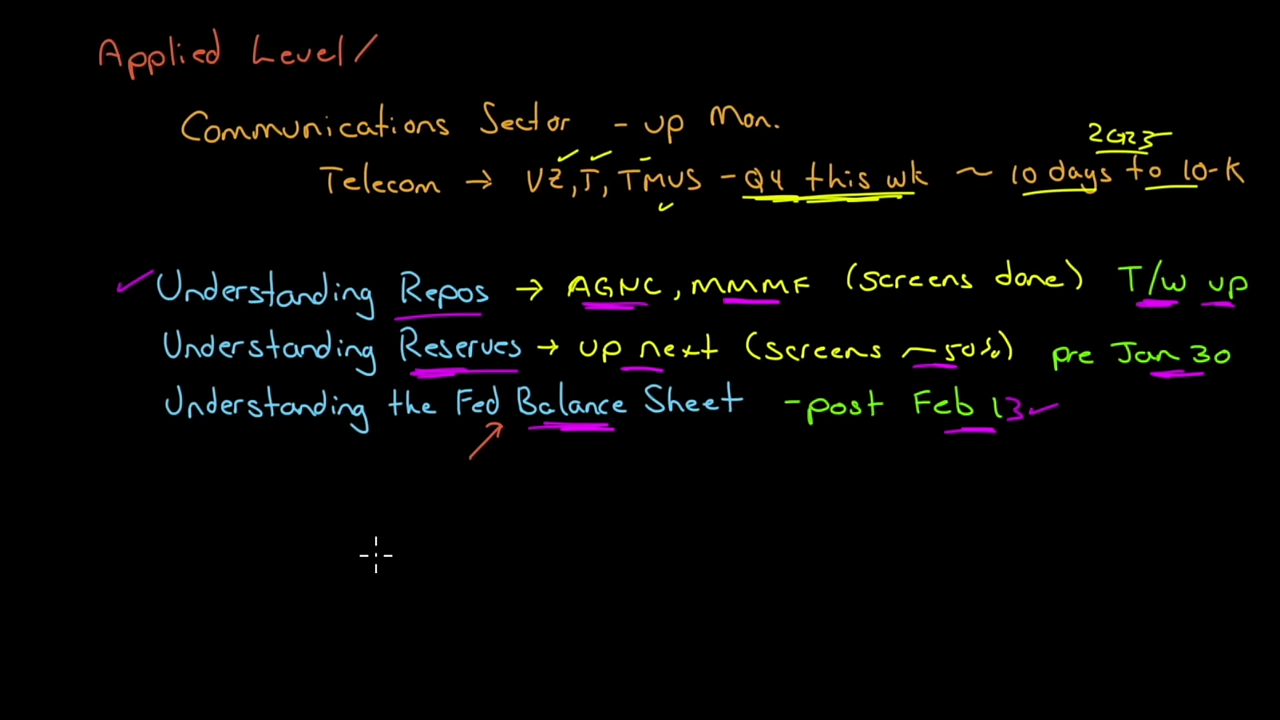 Applied Level/
Communications Sector - up Mon.
2023
Telecom → VZ, T, TMUS - Q4 this wk ~ 10 days to 10-K
Understanding Repos → AGNC, MMMF (screens done) T/W up
Understanding Reserves → up next (screens ~50%) pre Jan 30
Understanding the Fed Balance Sheet - post Feb 13